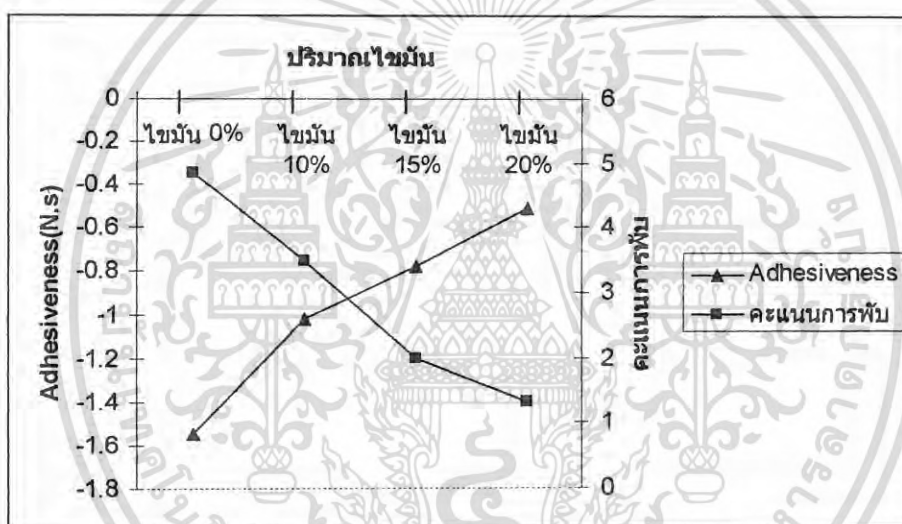 ปริมาณไขมัน
0
-0.2
-0.4
-0.6
-0.8
-1
-1.2
-1.4
-1.6
-1.8
Adhesiveness(N.s)
ไขมัน 0%
ไขมัน
10%
ไขมัน
15%
ไขมัน
20%
6
5
4
3
2
1
0
คะแนนการพับ
Adhesiveness
คะแนนการพับ